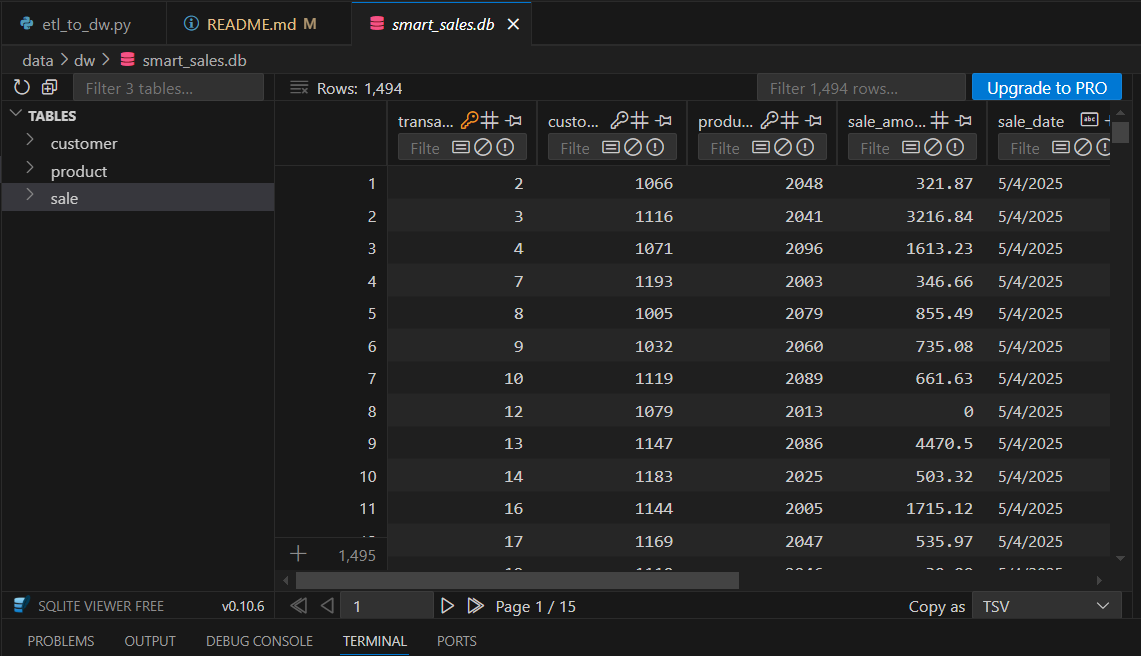 etl_to_dw.py README.md M smart_sales.db
data dw smart_sales.db
Filter 3 tables... Rows: 1,494 Filter 1,494 rows... Upgrade to PRO
TABLES
customer
product
sale
transa... custo... produ... sale_amo... sale_date
Filte Filte Filte Filte Filte
1 2 1066 2048 321.87 5/4/2025
2 3 1116 2041 3216.84 5/4/2025
3 4 1071 2096 1613.23 5/4/2025
4 7 1193 2003 346.66 5/4/2025
5 8 1005 2079 855.49 5/4/2025
6 9 1032 2060 735.08 5/4/2025
7 10 1119 2089 661.63 5/4/2025
8 12 1079 2013 0 5/4/2025
9 13 1147 2086 4470.5 5/4/2025
10 14 1183 2025 503.32 5/4/2025
11 16 1144 2005 1715.12 5/4/2025
17 1169 2047 535.97 5/4/2025
1,495
SQLITE VIEWER FREE v0.10.6 1 Page 1 / 15 Copy as TSV
PROBLEMS OUTPUT DEBUG CONSOLE TERMINAL PORTS